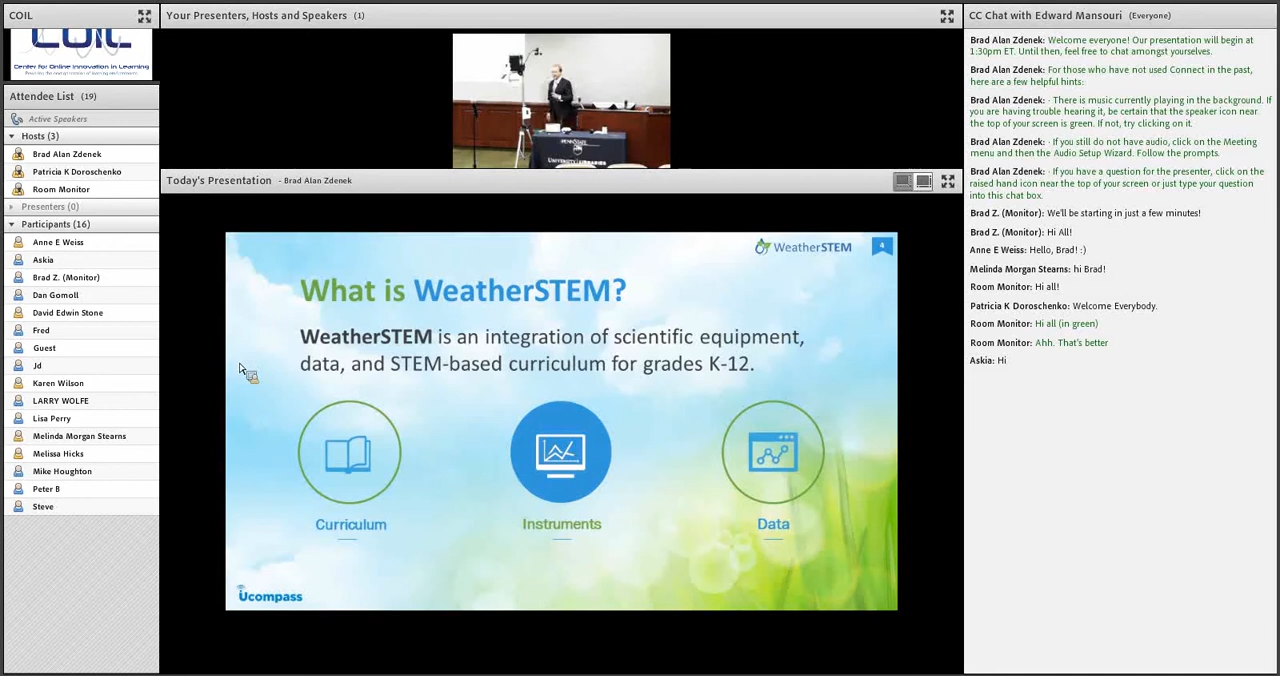 COIL
COIL
Center for Online Innovation in Learning
Attendee List (19)
Active Speakers
Hosts (3)
Brad Alan Zdenek
Patricia K Doroschenko
Room Monitor
Presenters (0)
Participants (16)
Anne E Weiss
Askia
Brad Z. (Monitor)
Dan Gomoll
David Edwin Stone
Fred
Guest
Jd
Karen Wilson
LARRY WOLFE
Lisa Perry
Melinda Morgan Stearns
Melissa Hicks
Mike Houghton
Peter B
Steve
Your Presenters, Hosts and Speakers (1)
PENNSTATE
Today's Presentation - Brad Alan Zdenek
WeatherSTEM
4
What is WeatherSTEM?
WeatherSTEM is an integration of scientific equipment,
data, and STEM-based curriculum for grades K-12.
Curriculum
Instruments
Data
Ucompass
CC Chat with Edward Mansouri (Everyone)
Brad Alan Zdenek: Welcome everyone! Our presentation will begin at
1:30pm ET. Until then, feel free to chat amongst yourselves.
Brad Alan Zdenek: For those who have not used Connect in the past,
here are a few helpful hints:
Brad Alan Zdenek: · There is music currently playing in the background. If
you are having trouble hearing it, be certain that the speaker icon near
the top of your screen is green. If not, try clicking on it.
Brad Alan Zdenek: · If you still do not have audio, click on the Meeting
menu and then the Audio Setup Wizard. Follow the prompts.
Brad Alan Zdenek: · If you have a question for the presenter, click on the
raised hand icon near the top of your screen or just type your question
into this chat box.
Brad Z. (Monitor): We'll be starting in just a few minutes!
Brad Z. (Monitor): Hi All!
Anne E Weiss: Hello, Brad! :)
Melinda Morgan Stearns: hi Brad!
Room Monitor: Hi all!
Patricia K Doroschenko: Welcome Everybody.
Room Monitor: Hi all (in green)
Room Monitor: Ahh. That's better
Askia: Hi